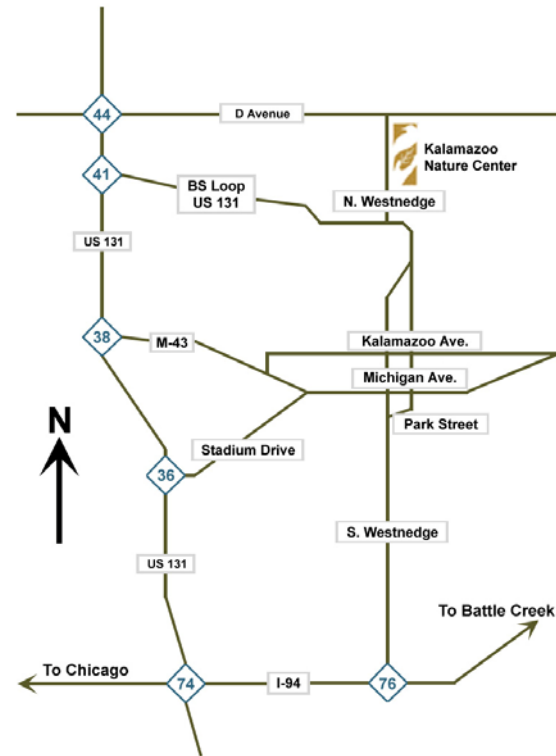 44
D Avenue
Kalamazoo
Nature Center
41
BS Loop
US 131
N. Westnedge
US 131
38
M-43
Kalamazoo Ave.
Michigan Ave.
N
Park Street
Stadium Drive
36
S. Westnedge
US 131
To Battle Creek
To Chicago
74
I-94
76